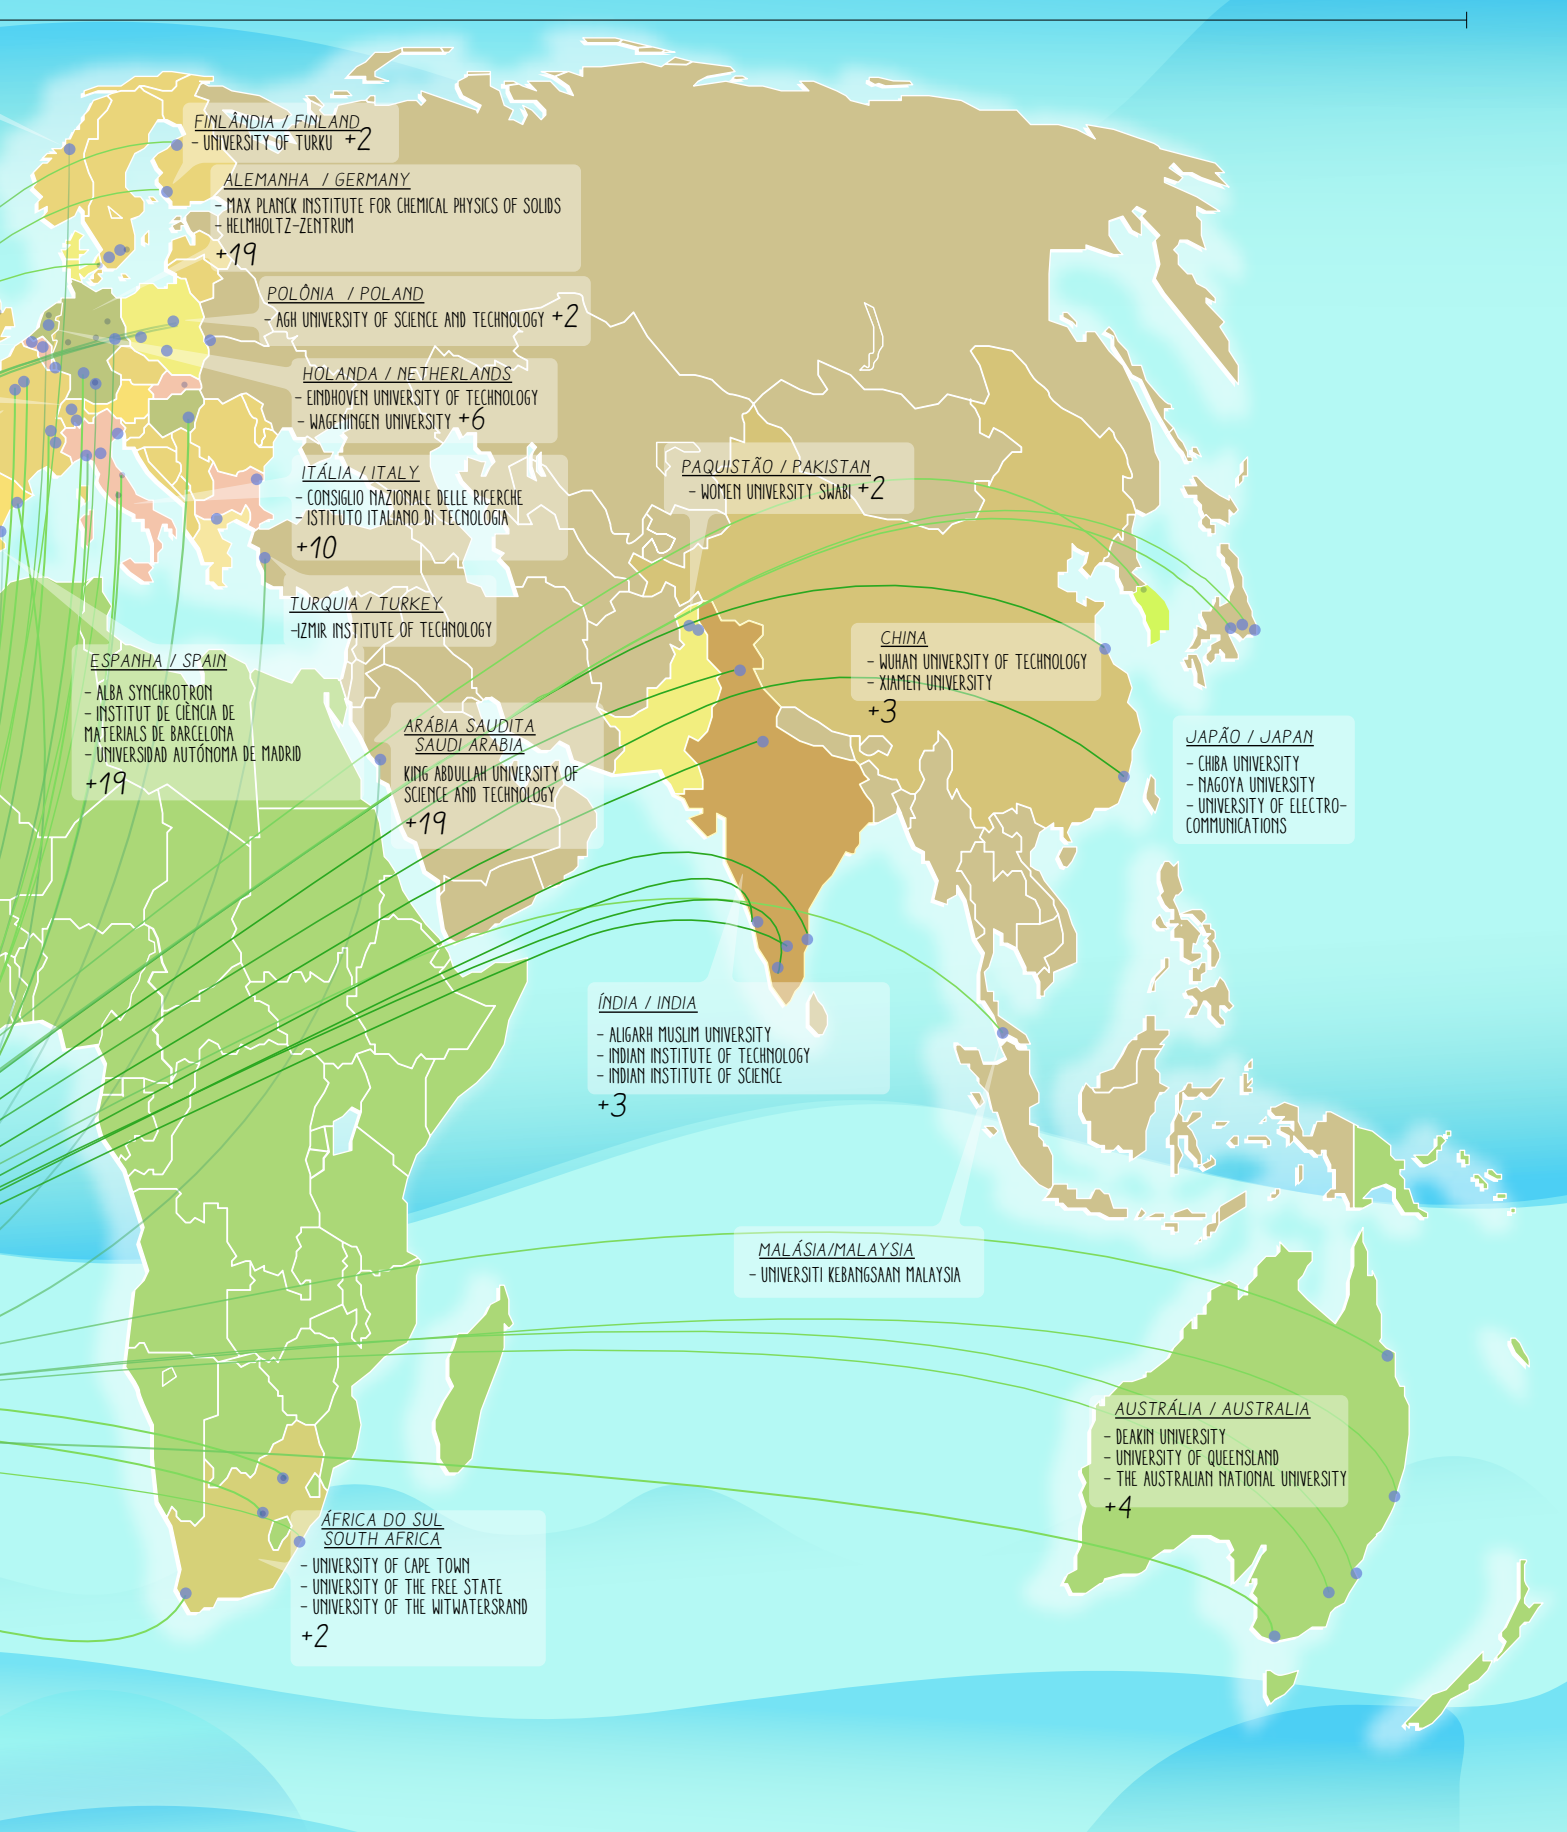 FINLÂNDIA / FINLAND
- UNIVERSITY OF TURKU +2
ALEMANHA / GERMANY
- MAX PLANCK INSTITUTE FOR CHEMICAL PHYSICS OF SOLIDS
- HELMHOLTZ-ZENTRUM
+19
POLÔNIA / POLAND
- AGH UNIVERSITY OF SCIENCE AND TECHNOLOGY +2
HOLANDA / NETHERLANDS
- EINDHOVEN UNIVERSITY OF TECHNOLOGY
- WAGENINGEN UNIVERSITY +6
ITÁLIA / ITALY
- CONSIGLIO NAZIONALE DELLE RICERCHE
- ISTITUTO ITALIANO DI TECNOLOGIA
+10
PAQUISTÃO / PAKISTAN
- WOMEN UNIVERSITY SWABI +2
TURQUIA / TURKEY
-IZMIR INSTITUTE OF TECHNOLOGY
ESPANHA / SPAIN
- ALBA SYNCHROTRON
- INSTITUT DE CIÈNCIA DE
MATERIALS DE BARCELONA
- UNIVERSIDAD AUTÓNOMA DE MADRID
+19
ARÁBIA SAUDITA
SAUDI ARABIA
KING ABDULLAH UNIVERSITY OF
SCIENCE AND TECHNOLOGY
+19
CHINA
- WUHAN UNIVERSITY OF TECHNOLOGY
- XIAMEN UNIVERSITY
+3
JAPÃO / JAPAN
- CHIBA UNIVERSITY
- NAGOYA UNIVERSITY
- UNIVERSITY OF ELECTRO-
COMMUNICATIONS
ÍNDIA / INDIA
- ALIGARH MUSLIM UNIVERSITY
- INDIAN INSTITUTE OF TECHNOLOGY
- INDIAN INSTITUTE OF SCIENCE
+3
MALÁSIA/MALAYSIA
- UNIVERSITI KEBANGSAAN MALAYSIA
AUSTRÁLIA / AUSTRALIA
- DEAKIN UNIVERSITY
- UNIVERSITY OF QUEENSLAND
- THE AUSTRALIAN NATIONAL UNIVERSITY
+4
ÁFRICA DO SUL
SOUTH AFRICA
- UNIVERSITY OF CAPE TOWN
- UNIVERSITY OF THE FREE STATE
- UNIVERSITY OF THE WITWATERSRAND
+2